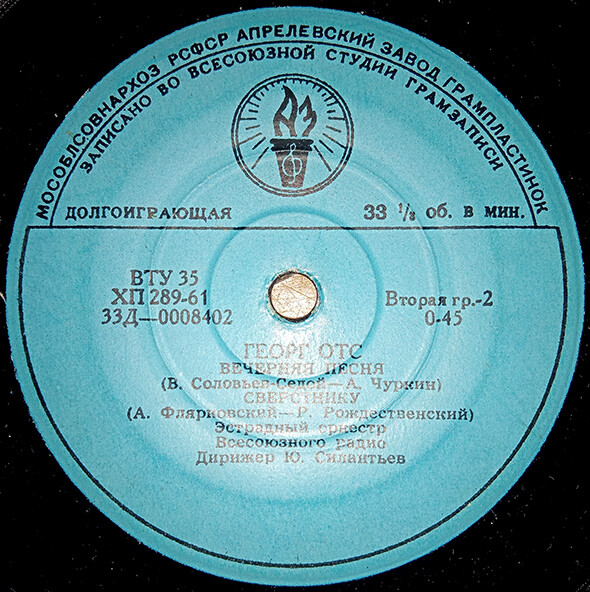 МОСОБЛСОВНАРХОЗ РСФСР АПРЕЛЕВСКИЙ ЗАВОД ГРАМПЛАСТИНОК
ЗАПИСАНО ВО ВСЕСОЮЗНОЙ СТУДИИ ГРАМЗАПИСИ
АЗ
ДОЛГОИГРАЮЩАЯ 33 1/3 об. в мин.
ВТУ 35
ХП 289-61
33Д—0008402
Вторая гр.-2
0-45
ГЕОРГ ОТС
ВЕЧЕРНЯЯ ПЕСНЯ
(В. Соловьев-Седой—А. Чуркин)
СВЕРСТНИКУ
(А. Флярковский—Р. Рождественский)
Эстрадный оркестр
Всесоюзного радио
Дирижер Ю. Силантьев